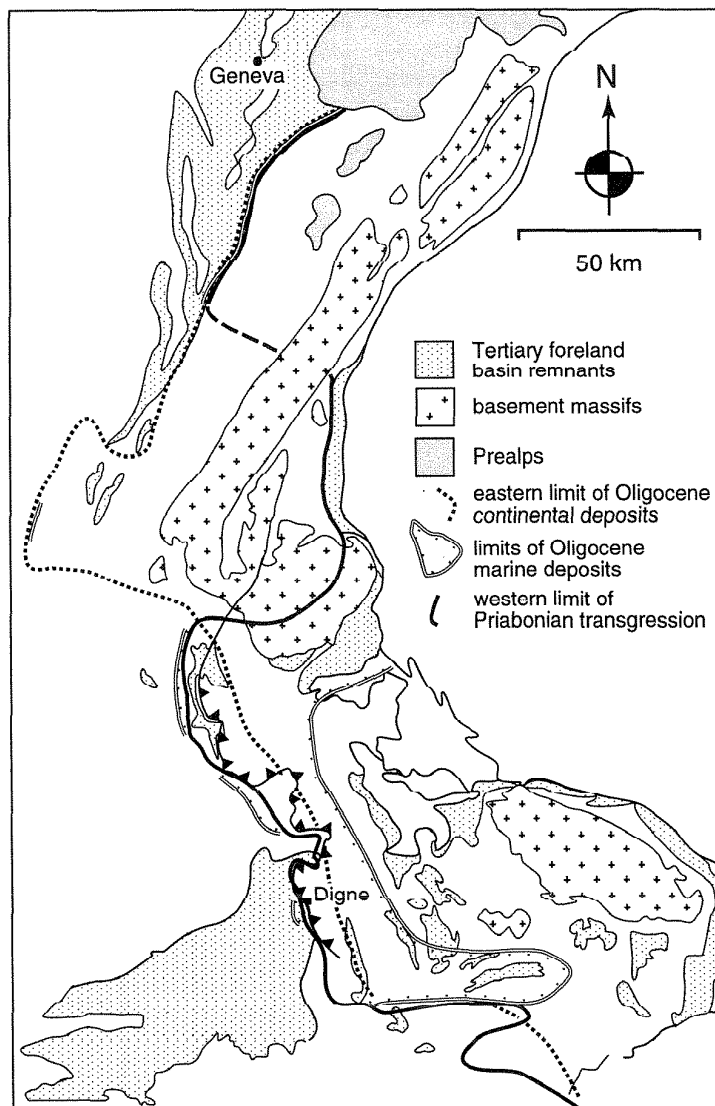 Geneva
N
50 km
Tertiary foreland
basin remnants
basement massifs
Prealps
eastern limit of Oligocene
continental deposits
limits of Oligocene
marine deposits
western limit of
Priabonian transgression
Digne